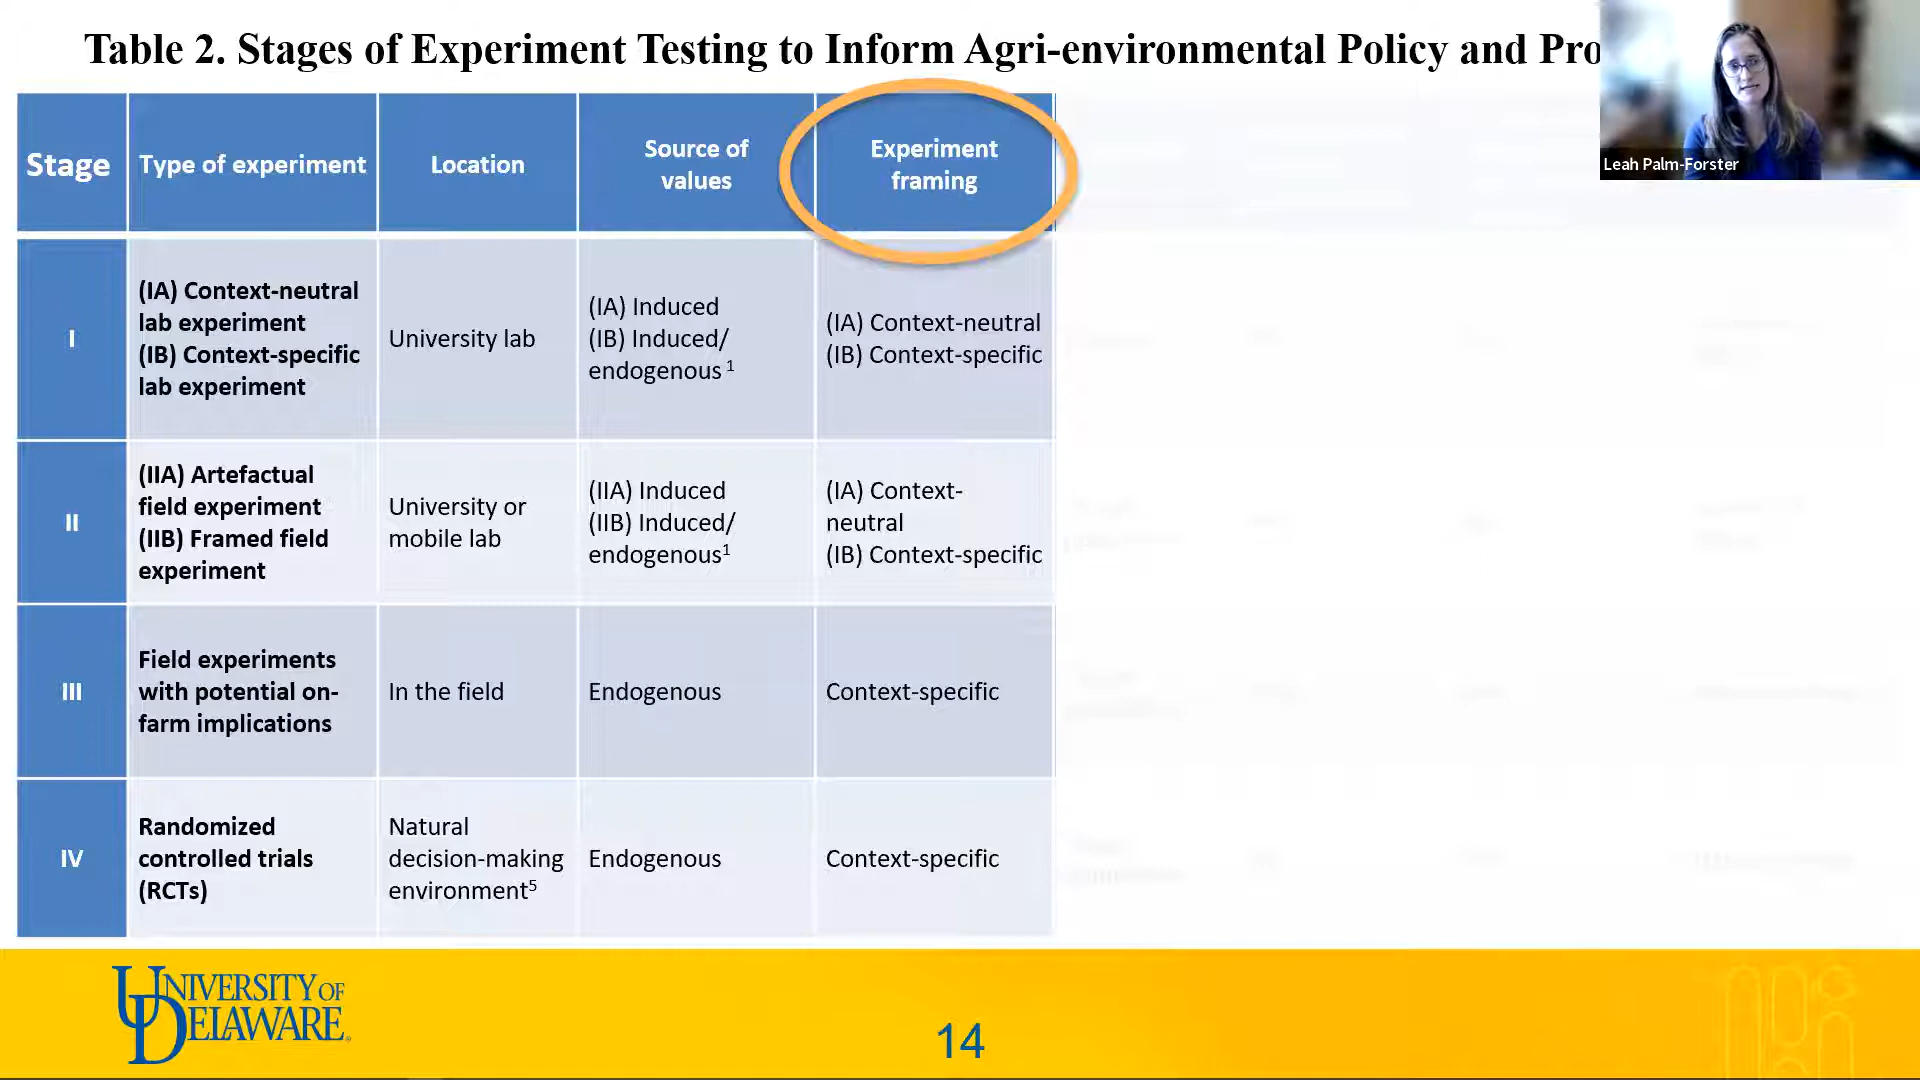 Table 2. Stages of Experiment Testing to Inform Agri-environmental Policy and Pro
Leah Palm-Forster
Stage
Type of experiment
Location
Source of
values
Experiment
framing
I
(IA) Context-neutral
lab experiment
(IB) Context-specific
lab experiment
University lab
(IA) Induced
(IB) Induced/
endogenous 1
(IA) Context-neutral
(IB) Context-specific
II
(IIA) Artefactual
field experiment
(IIB) Framed field
experiment
University or
mobile lab
(IIA) Induced
(IIB) Induced/
endogenous1
(IA) Context-
neutral
(IB) Context-specific
III
Field experiments
with potential on-
farm implications
In the field
Endogenous
Context-specific
IV
Randomized
controlled trials
(RCTs)
Natural
decision-making
environment5
Endogenous
Context-specific
UNIVERSITY OF
DELAWARE
14